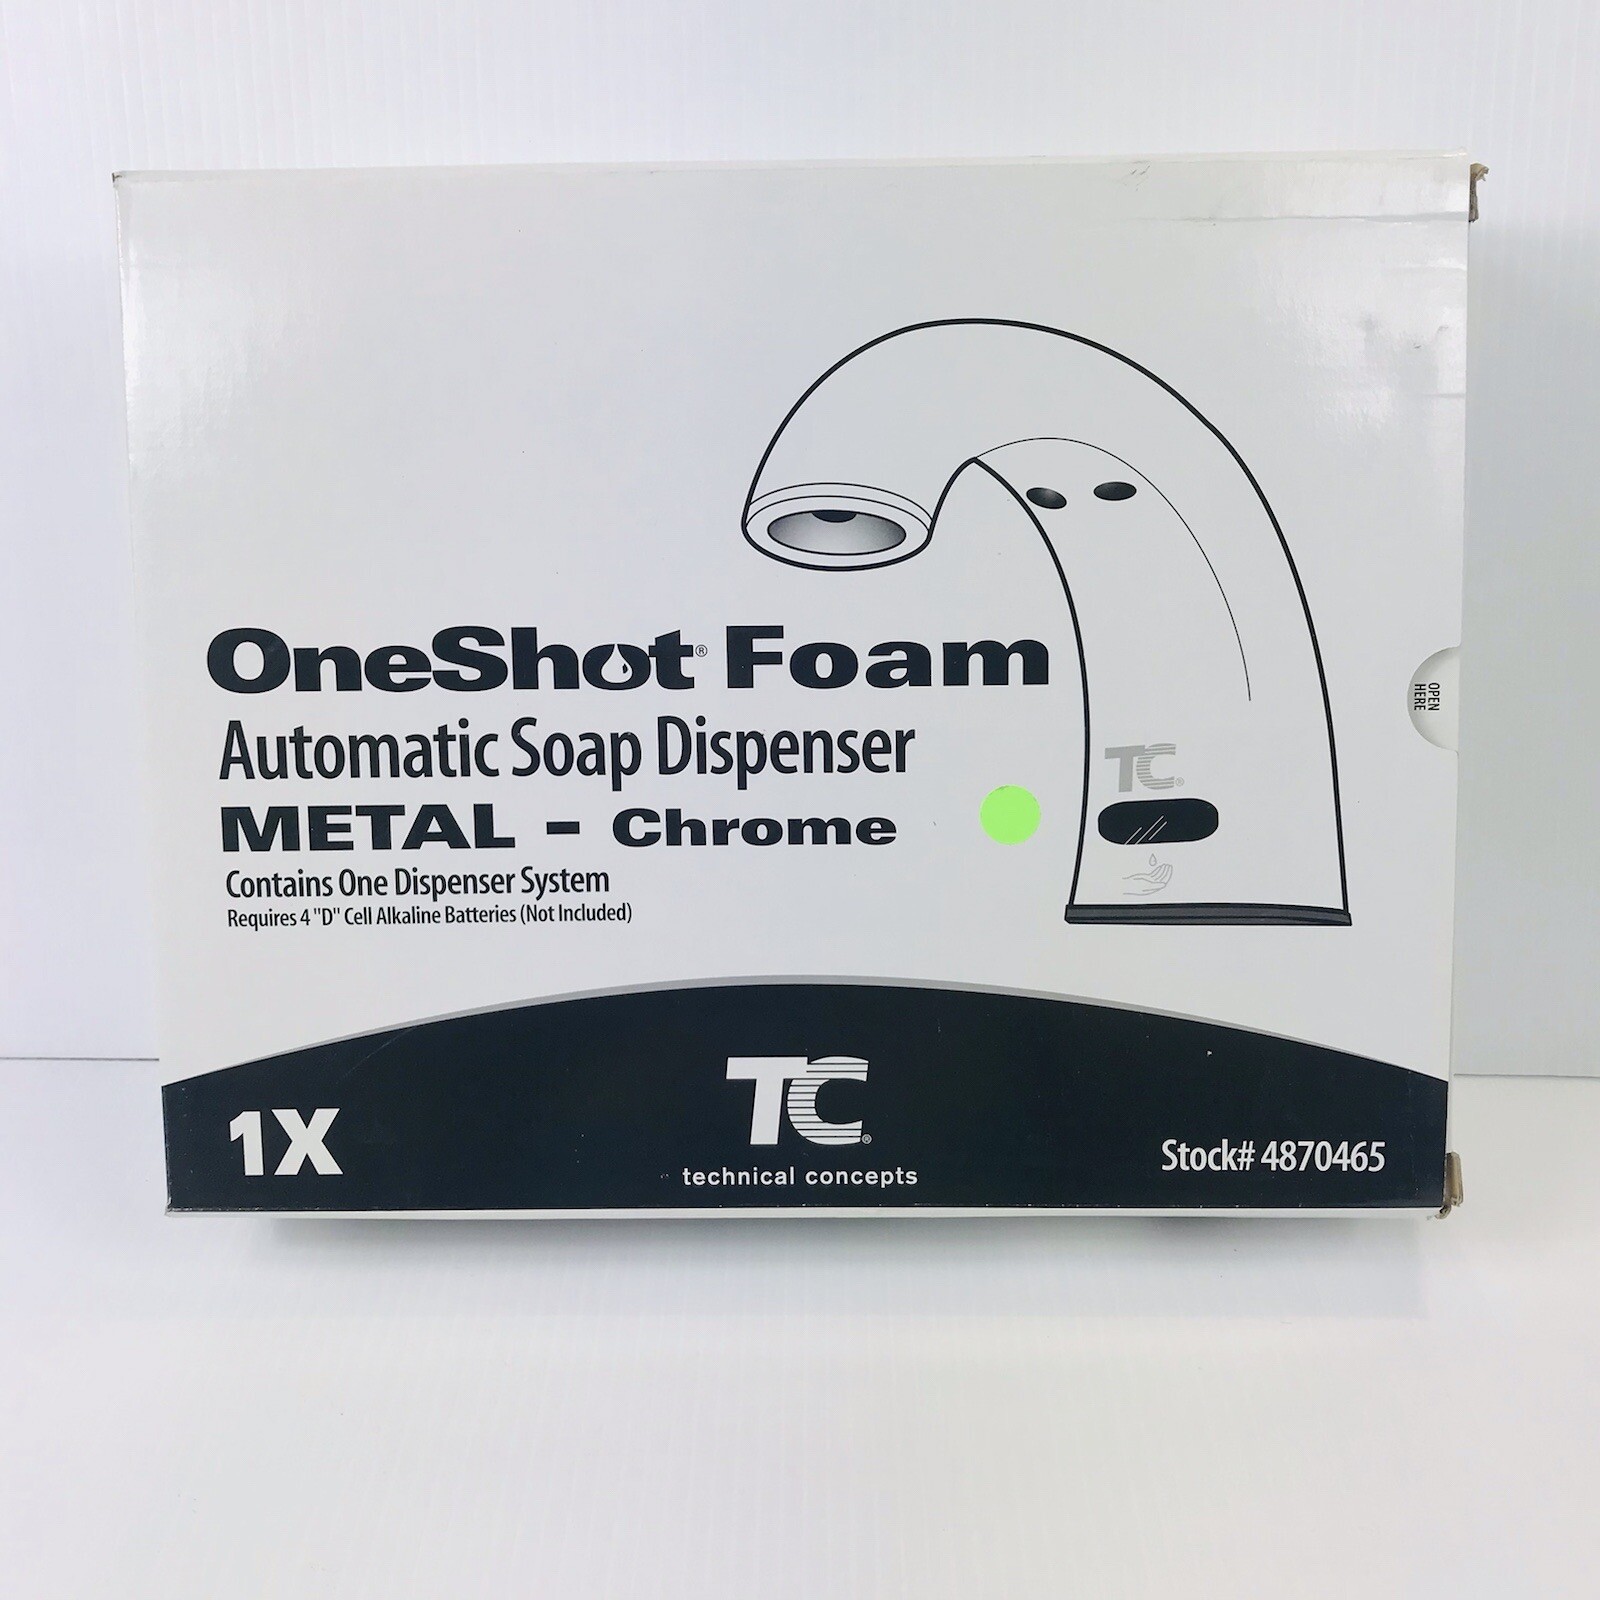 OneShot® Foam
Automatic Soap Dispenser
METAL - Chrome
Contains One Dispenser System
Requires 4 "D" Cell Alkaline Batteries (Not Included)
TC®
OPEN
HERE
1X
TC®
technical concepts
Stock# 4870465